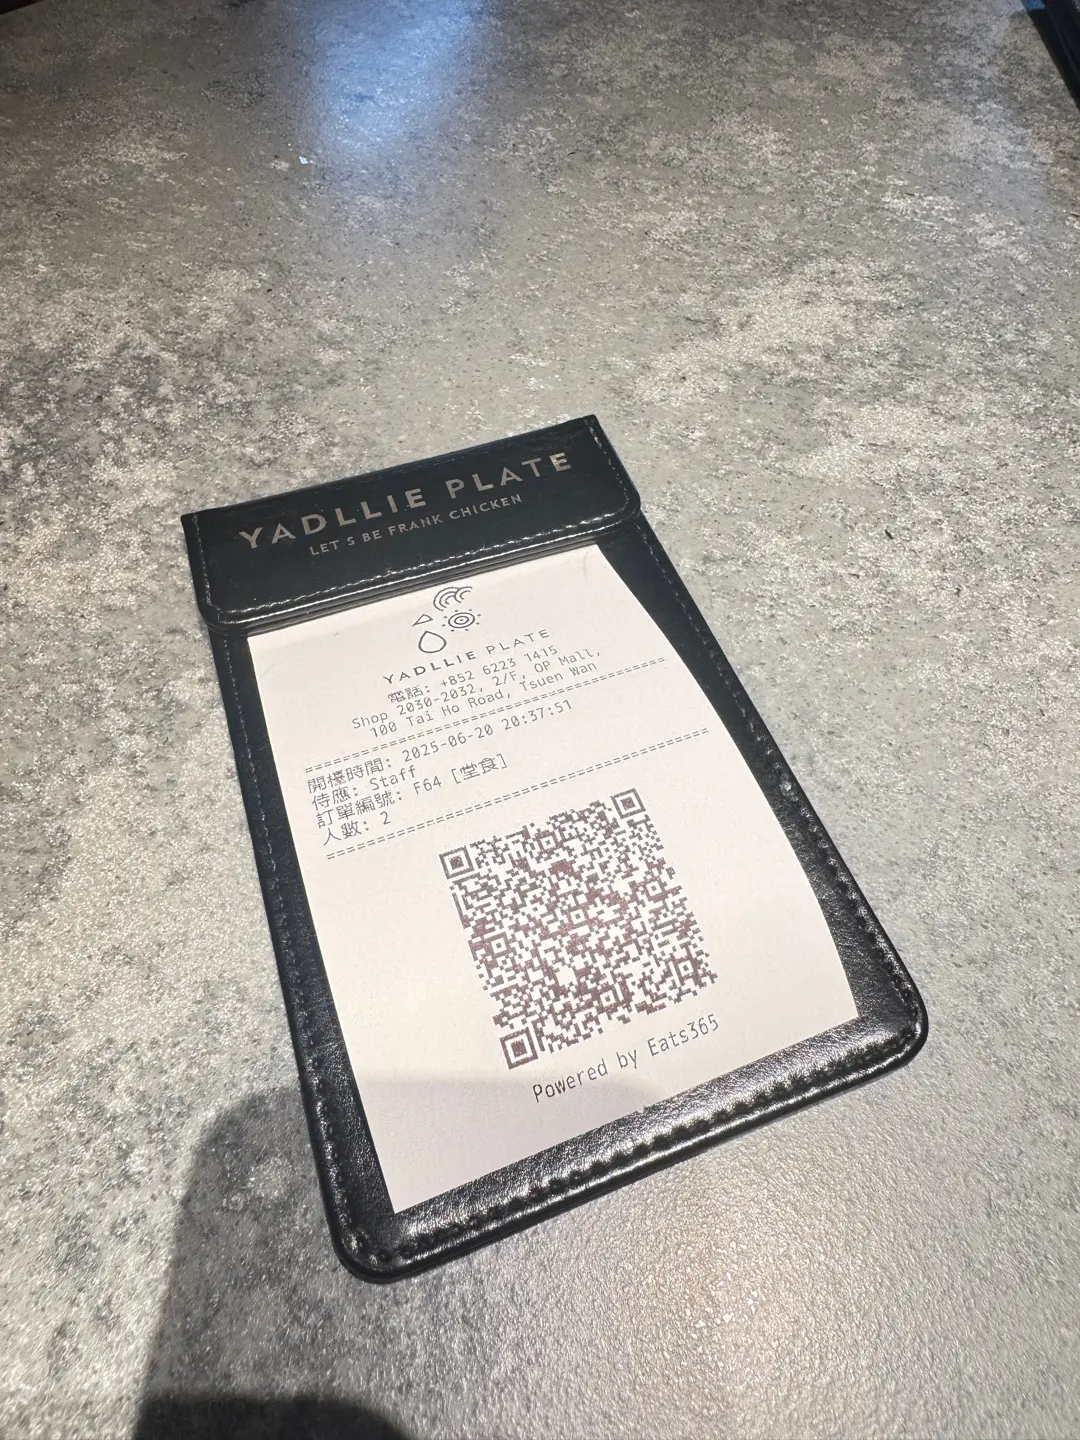 YADLLIE PLATE
LET'S BE FRANK CHICKEN
YADLLIE PLATE
電話: +852 6223 1415
Shop 2030-2032, 2/F, OP Mall,
100 Tai Ho Road, Tsuen Wan
開檯時間: 2025-06-20 20:37:51
侍應: Staff
訂單編號: F64 [堂食]
人數: 2
Powered by Eats365